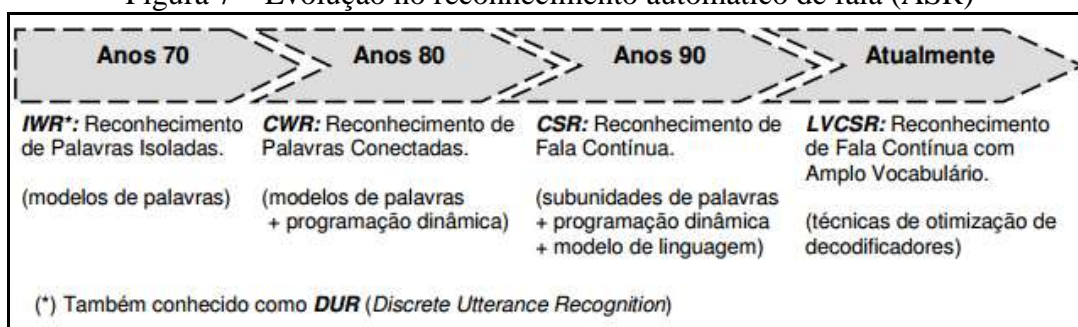 Figura 7 – Evolução no reconhecimento automático de fala (ASR)
Anos 70
Anos 80
Anos 90
Atualmente
IWR*: Reconhecimento
de Palavras Isoladas.
(modelos de palavras)
CWR: Reconhecimento de
Palavras Conectadas.
(modelos de palavras
+ programação dinâmica)
CSR: Reconhecimento de
Fala Contínua.
(subunidades de palavras
+ programação dinâmica
+ modelo de linguagem)
LVCSR: Reconhecimento
de Fala Contínua com
Amplo Vocabulário.
(técnicas de otimização de
decodificadores)
(*) Também conhecido como DUR (Discrete Utterance Recognition)